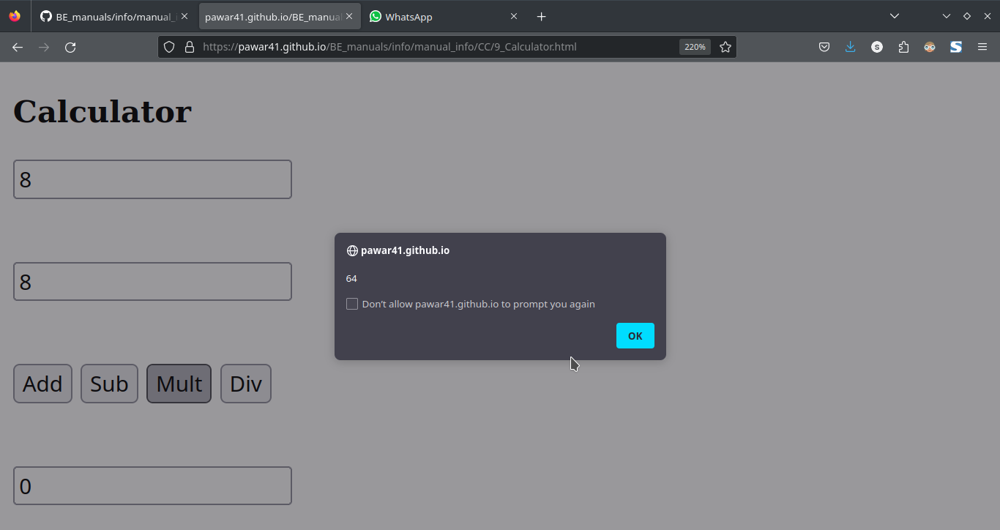 BE_manuals/info/manual_
pawar41.github.io/BE_manua
WhatsApp
https://pawar41.github.io/BE_manuals/info/manual_info/CC/9_Calculator.html
220%
S
S
Calculator
8
8
pawar41.github.io
64
Don't allow pawar41.github.io to prompt you again
OK
Add Sub Mult Div
0